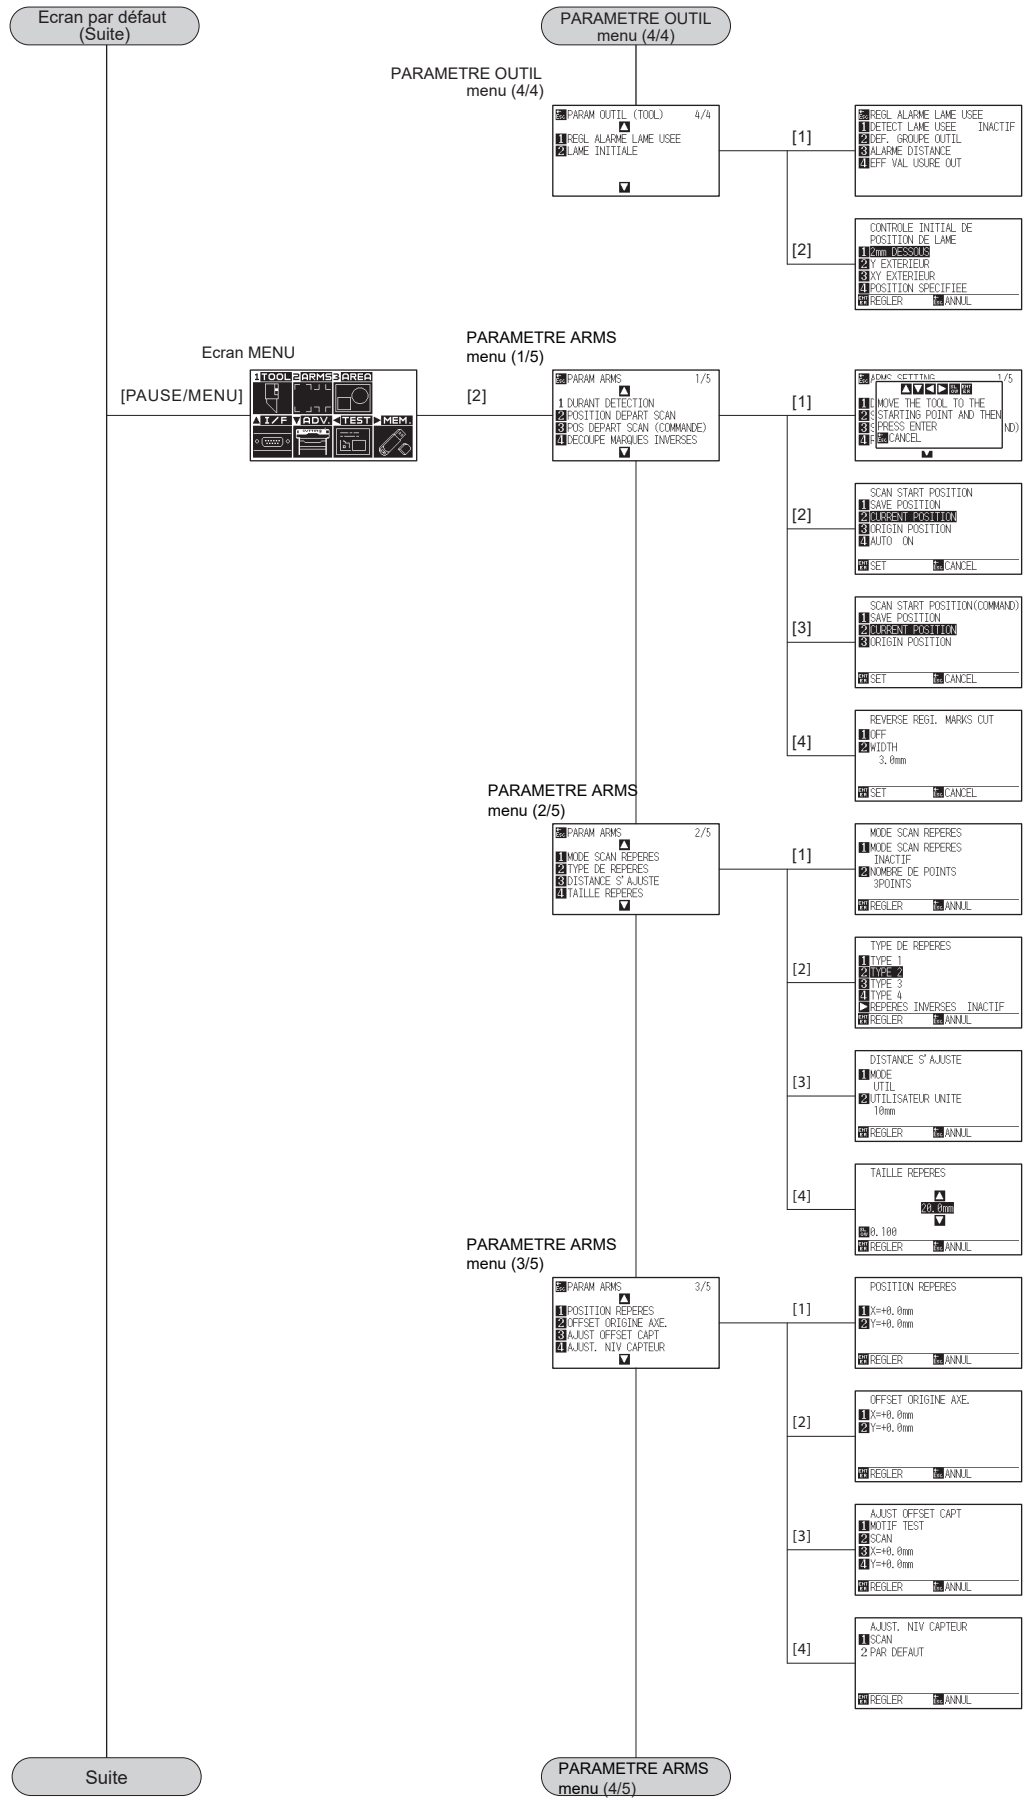 Ecran par défaut
(Suite)
PARAMETRE OUTIL
menu (4/4)
PARAMETRE OUTIL
menu (4/4)
PARAM OUTIL (TOOL) 4/4
1 REGL ALARME LAME USEE
2 LAME INITIALE
[1]
REGL ALARME LAME USEE
1 DETECT LAME USEE INACTIF
2 DEF. GROUPE OUTIL
3 ALARME DISTANCE
4 EFF VAL USURE OUT
[2]
CONTROLE INITIAL DE
POSITION DE LAME
1 2mm DESSOUS
2 Y EXTERIEUR
3 XY EXTERIEUR
4 POSITION SPECIFIEE
REGLER ANNUL
Ecran MENU
[PAUSE/MENU]
1 TOOL 2 ARMS 3 AREA
▲ I/F ▼ ADV. ◀ TEST ▶ MEM.
[2]
PARAMETRE ARMS
menu (1/5)
PARAM ARMS 1/5
1 DURANT DETECTION
2 POSITION DEPART SCAN
3 POS DEPART SCAN (COMMANDE)
4 DECOUPE MARQUES INVERSES
[1]
ARMS SETTING 1/5
MOVE THE TOOL TO THE
STARTING POINT AND THEN
PRESS ENTER
CANCEL
[2]
SCAN START POSITION
1 SAVE POSITION
2 CURRENT POSITION
3 ORIGIN POSITION
4 AUTO ON
SET CANCEL
[3]
SCAN START POSITION(COMMAND)
1 SAVE POSITION
2 CURRENT POSITION
3 ORIGIN POSITION
SET CANCEL
[4]
REVERSE REGI. MARKS CUT
1 OFF
2 WIDTH
3.0mm
SET CANCEL
PARAMETRE ARMS
menu (2/5)
PARAM ARMS 2/5
1 MODE SCAN REPERES
2 TYPE DE REPERES
3 DISTANCE S'AJUSTE
4 TAILLE REPERES
[1]
MODE SCAN REPERES
1 MODE SCAN REPERES
INACTIF
2 NOMBRE DE POINTS
3POINTS
REGLER ANNUL
[2]
TYPE DE REPERES
1 TYPE 1
2 TYPE 2
3 TYPE 3
4 TYPE 4
▶ REPERES INVERSES INACTIF
REGLER ANNUL
[3]
DISTANCE S'AJUSTE
1 MODE
UTIL
2 UTILISATEUR UNITE
10mm
REGLER ANNUL
[4]
TAILLE REPERES
20.0mm
0.100
REGLER ANNUL
PARAMETRE ARMS
menu (3/5)
PARAM ARMS 3/5
1 POSITION REPERES
2 OFFSET ORIGINE AXE.
3 AJUST OFFSET CAPT
4 AJUST. NIV CAPTEUR
[1]
POSITION REPERES
1 X=+0.0mm
2 Y=+0.0mm
REGLER ANNUL
[2]
OFFSET ORIGINE AXE.
1 X=+0.0mm
2 Y=+0.0mm
REGLER ANNUL
[3]
AJUST OFFSET CAPT
1 MOTIF TEST
2 SCAN
3 X=+0.0mm
4 Y=+0.0mm
REGLER ANNUL
[4]
AJUST. NIV CAPTEUR
1 SCAN
2 PAR DEFAUT
REGLER ANNUL
Suite
PARAMETRE ARMS
menu (4/5)